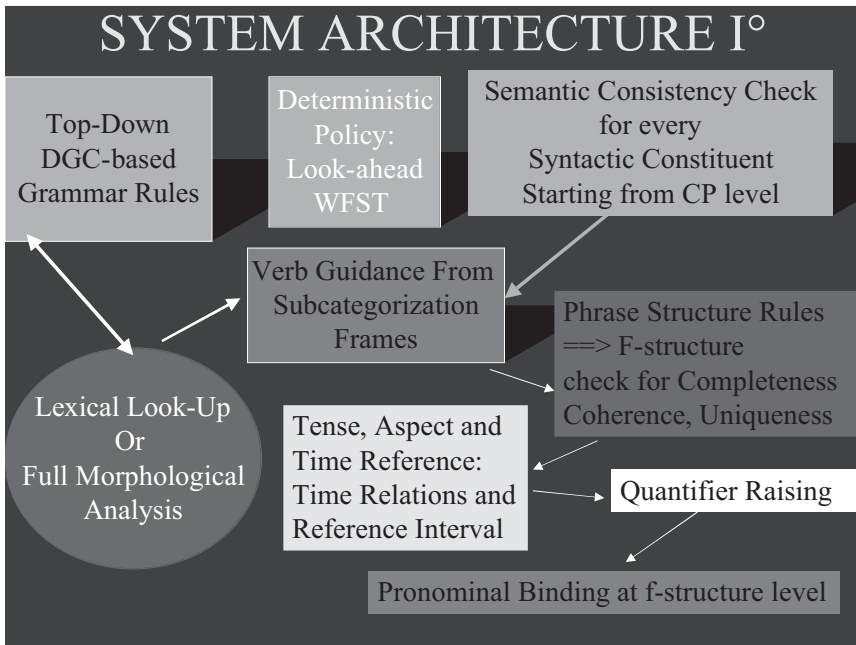 SYSTEM ARCHITECTURE I°
Top-Down
DGC-based
Grammar Rules
Deterministic
Policy:
Look-ahead
WFST
Semantic Consistency Check
for every
Syntactic Constituent
Starting from CP level
Verb Guidance From
Subcategorization
Frames
Phrase Structure Rules
==> F-structure
check for Completeness
Coherence, Uniqueness
Lexical Look-Up
Or
Full Morphological
Analysis
Tense, Aspect and
Time Reference:
Time Relations and
Reference Interval
Quantifier Raising
Pronominal Binding at f-structure level